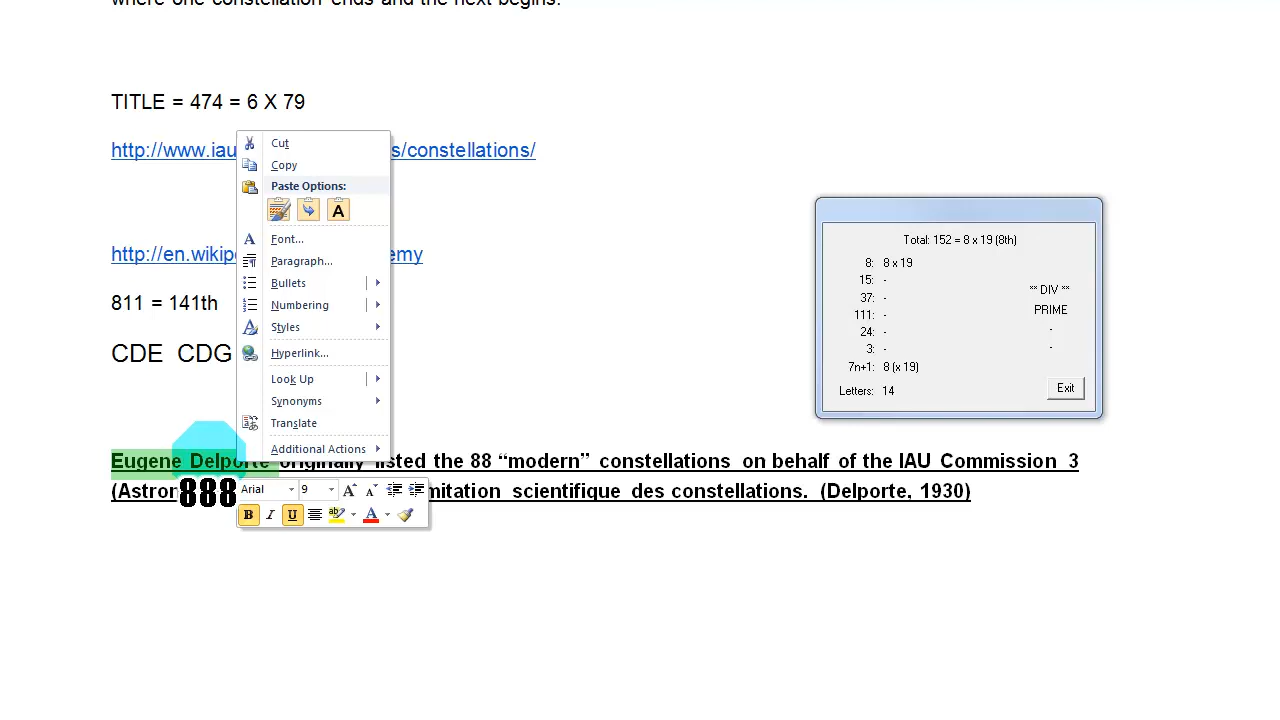 where one constellation ends and the next begins.
TITLE = 474 = 6 X 79
http://www.iau s/constellations/
http://en.wikipe emy
811 = 141th
CDE CDG
Eugene Delporte originally listed the 88 “modern” constellations on behalf of the IAU Commission 3
(Astron mitation scientifique des constellations. (Delporte, 1930)
888
Cut
Copy
Paste Options:
A
Font...
Paragraph...
Bullets
Numbering
Styles
Hyperlink...
Look Up
Synonyms
Translate
Additional Actions
Arial 9 A A
B I U ab A
Total: 152 = 8 x 19 (8th)
8: 8 x 19
15: -
37: -
111: -
24: -
3: -
7n+1: 8 (x 19)
Letters: 14
** DIV **
PRIME
-
-
Exit